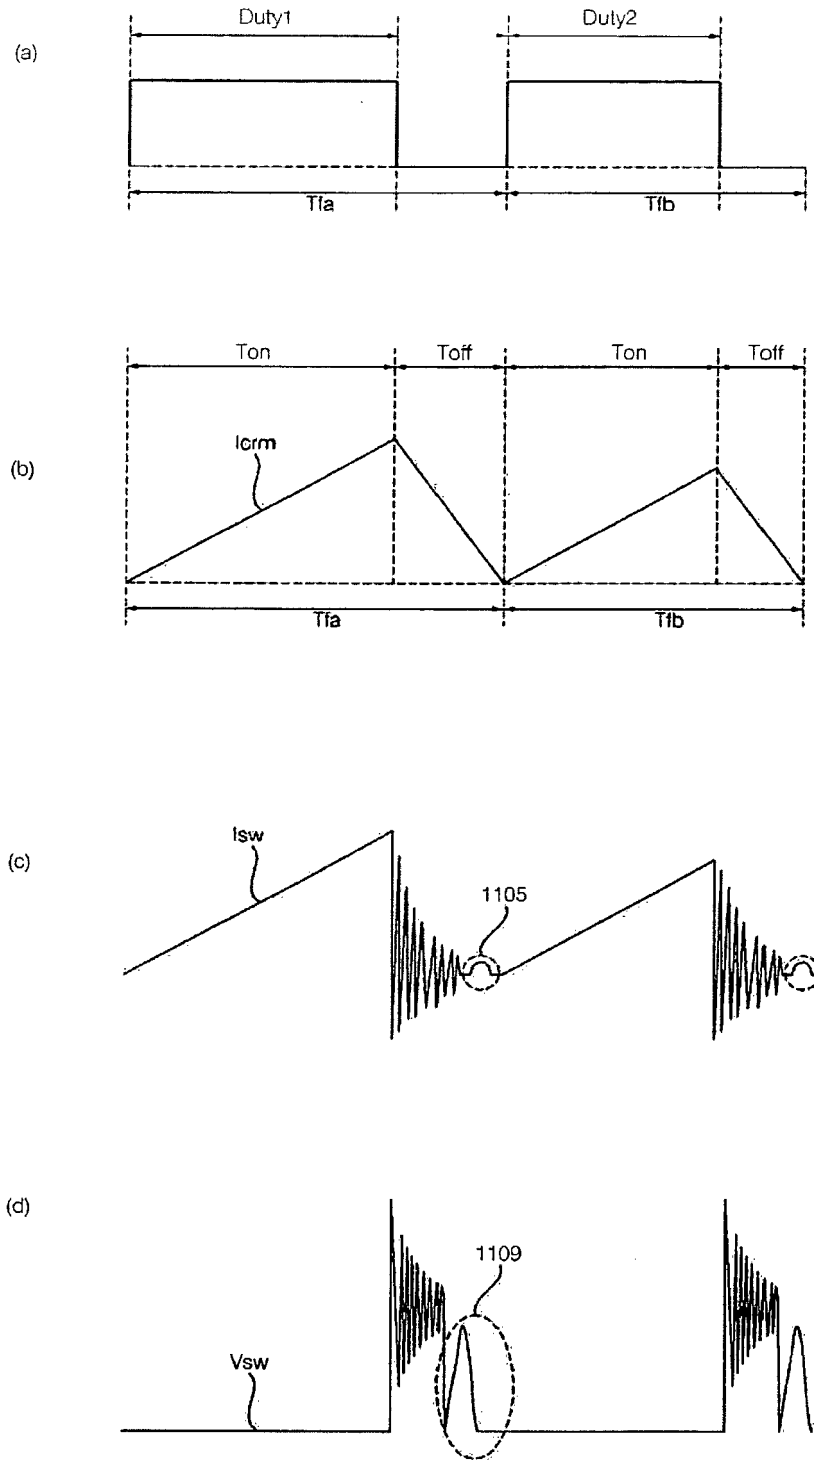 Duty1
Duty2
(a)
Tfa
Tfb
Ton
Toff
Ton
Toff
Icrm
(b)
Tfa
Tfb
Isw
(c)
1105
(d)
1109
Vsw